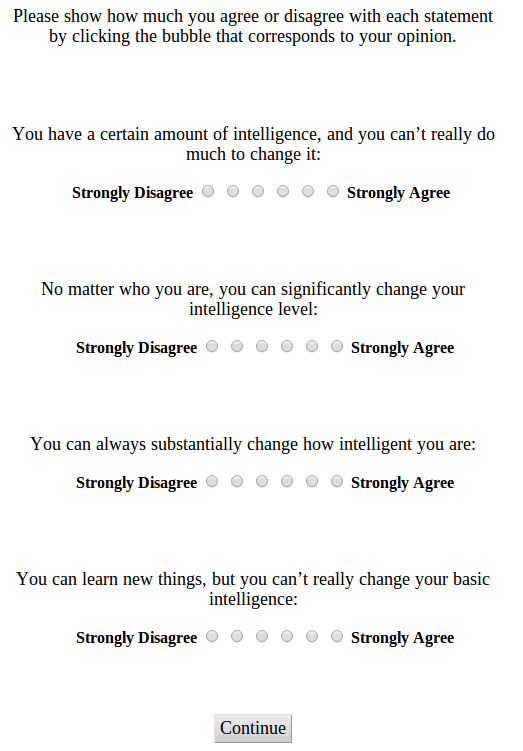 Please show how much you agree or disagree with each statement
by clicking the bubble that corresponds to your opinion.
You have a certain amount of intelligence, and you can’t really do
much to change it:
Strongly Disagree Strongly Agree
No matter who you are, you can significantly change your
intelligence level:
Strongly Disagree Strongly Agree
You can always substantially change how intelligent you are:
Strongly Disagree Strongly Agree
You can learn new things, but you can’t really change your basic
intelligence:
Strongly Disagree Strongly Agree
Continue